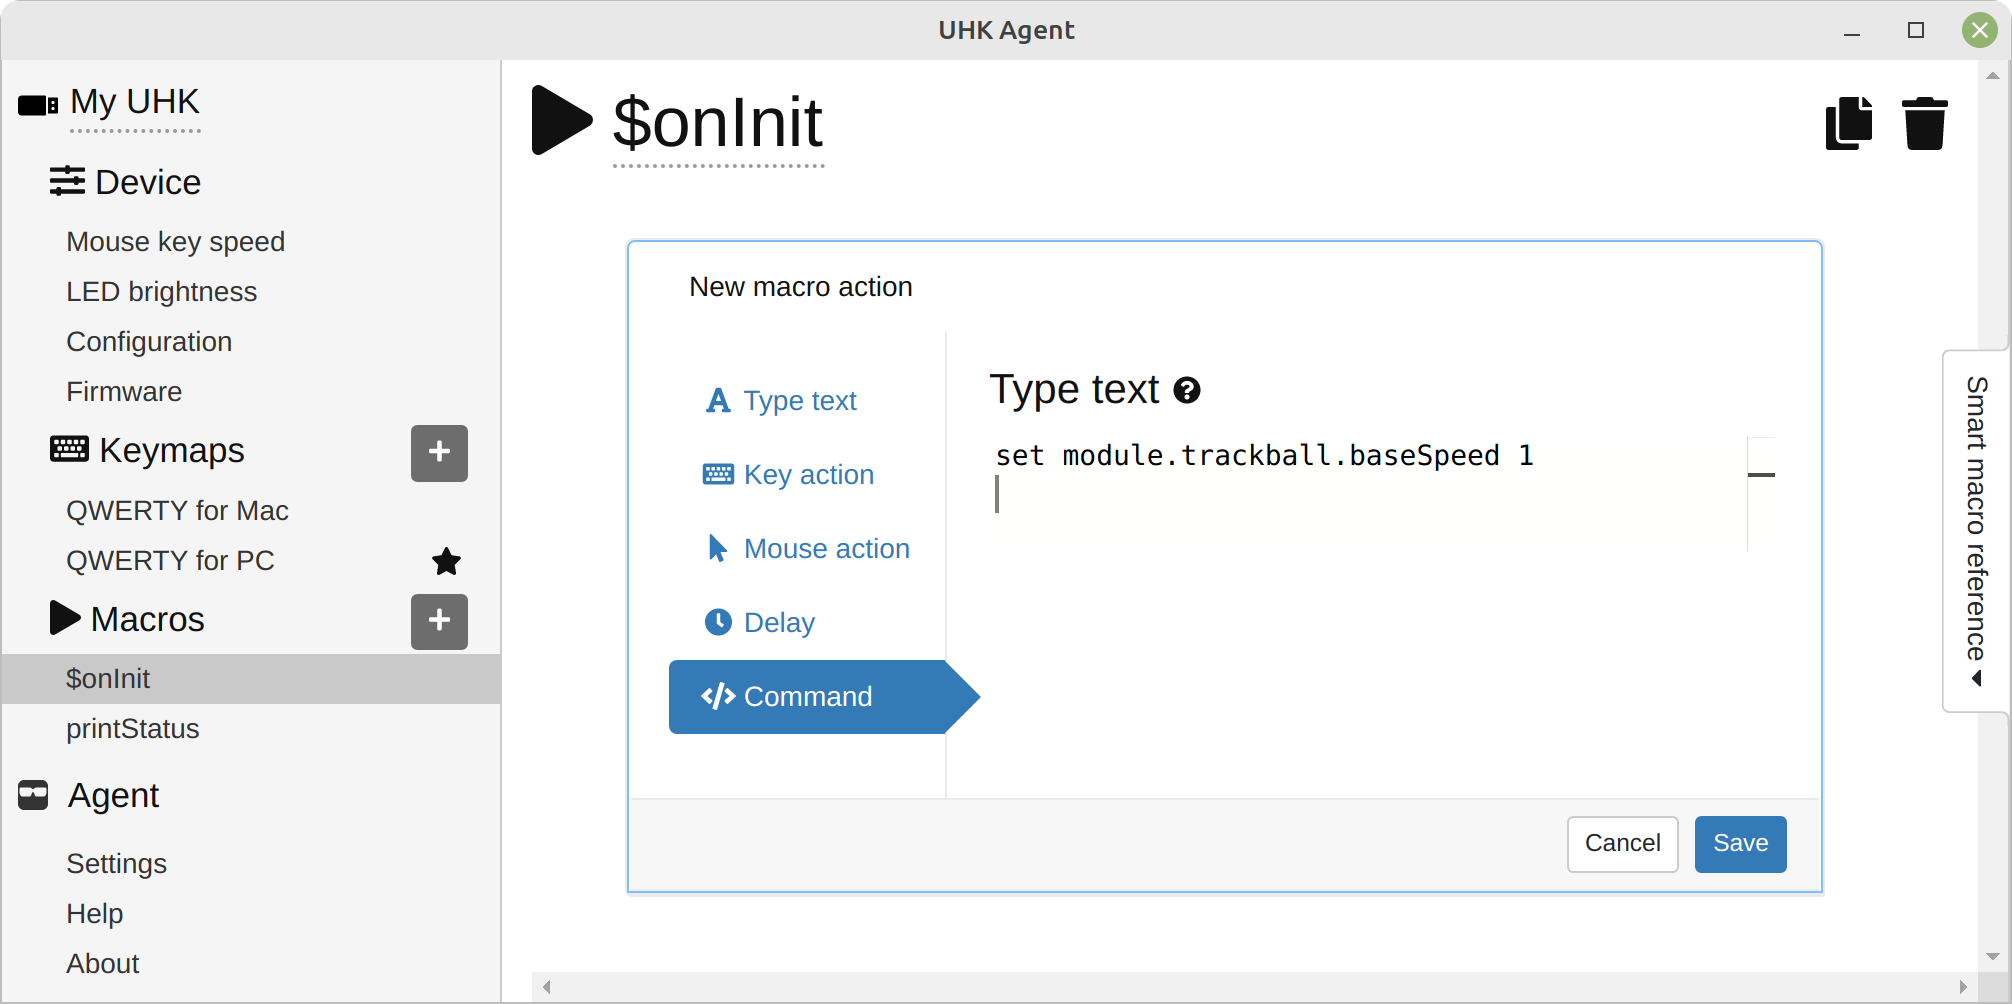 UHK Agent
My UHK
Device
Mouse key speed
LED brightness
Configuration
Firmware
Keymaps
QWERTY for Mac
QWERTY for PC
Macros
$onInit
printStatus
Agent
Settings
Help
About
$onInit
New macro action
Type text
Key action
Mouse action
Delay
Command
Type text
set module.trackball.baseSpeed 1
Cancel
Save
Smart macro reference